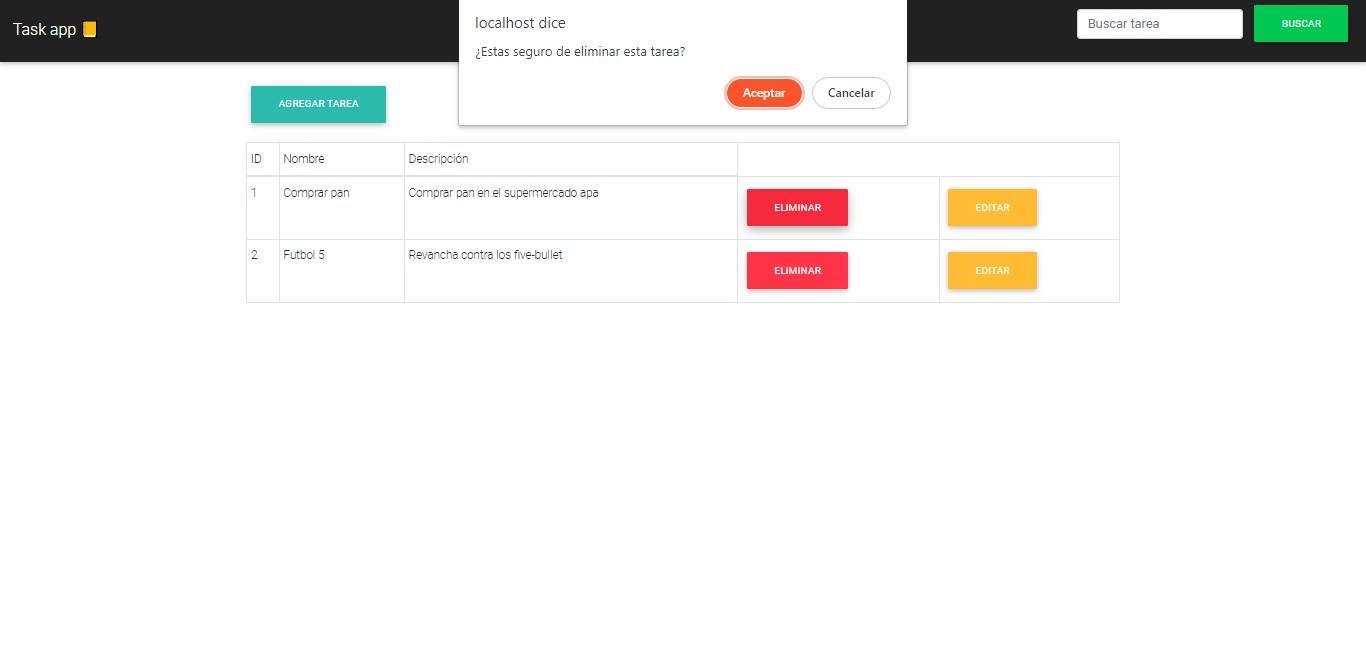 Task app
localhost dice
¿Estas seguro de eliminar esta tarea?
Aceptar Cancelar
Buscar tarea BUSCAR
AGREGAR TAREA
ID Nombre Descripción
1 Comprar pan Comprar pan en el supermercado apa ELIMINAR EDITAR
2 Futbol 5 Revancha contra los five-bullet ELIMINAR EDITAR